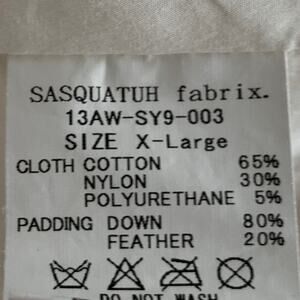 SASQUATUH fabrix.
13AW-SY9-003
SIZE X-Large
CLOTH COTTON 65%
NYLON 30%
POLYURETHANE 5%
PADDING DOWN 80%
FEATHER 20%
DO NOT WASH